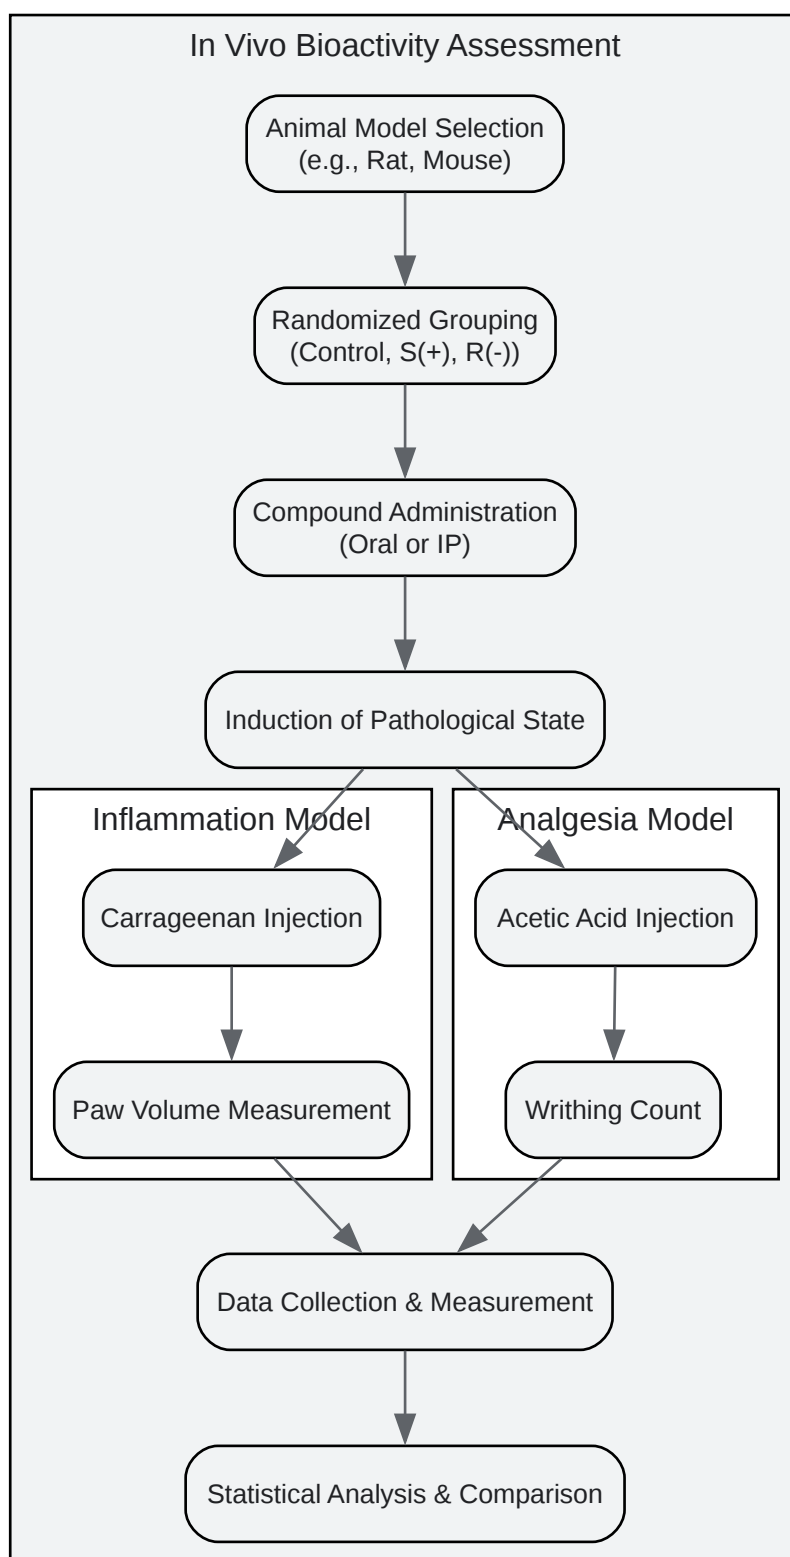 In Vivo Bioactivity Assessment
Animal Model Selection
(e.g., Rat, Mouse)
Randomized Grouping
(Control, S(+), R(-))
Compound Administration
(Oral or IP)
Induction of Pathological State
Inflammation Model
Carrageenan Injection
Paw Volume Measurement
Analgesia Model
Acetic Acid Injection
Writhing Count
Data Collection & Measurement
Statistical Analysis & Comparison